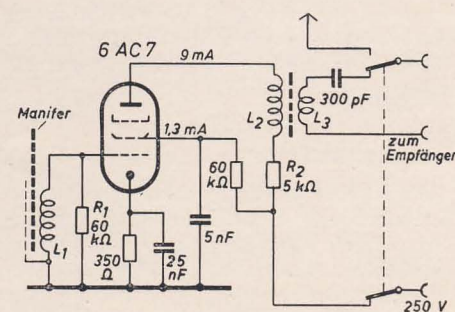 6 AC 7
9 mA
Manifer
1,3 mA
L2
L3
300 pF
zum
Empfänger
R1
60
kΩ
L1
350
Ω
25
nF
5 nF
60
kΩ
R2
5 kΩ
250 V